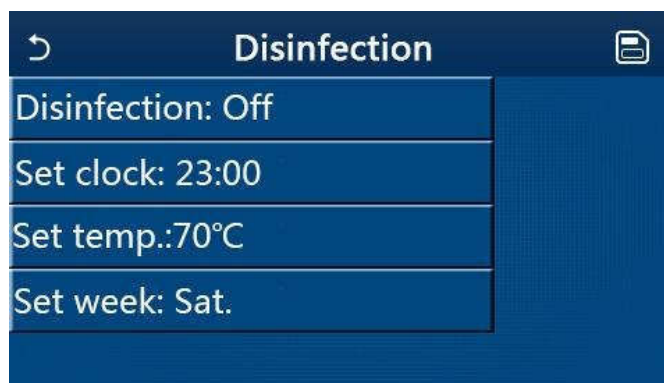 Disinfection
Disinfection: Off
Set clock: 23:00
Set temp.:70℃
Set week: Sat.